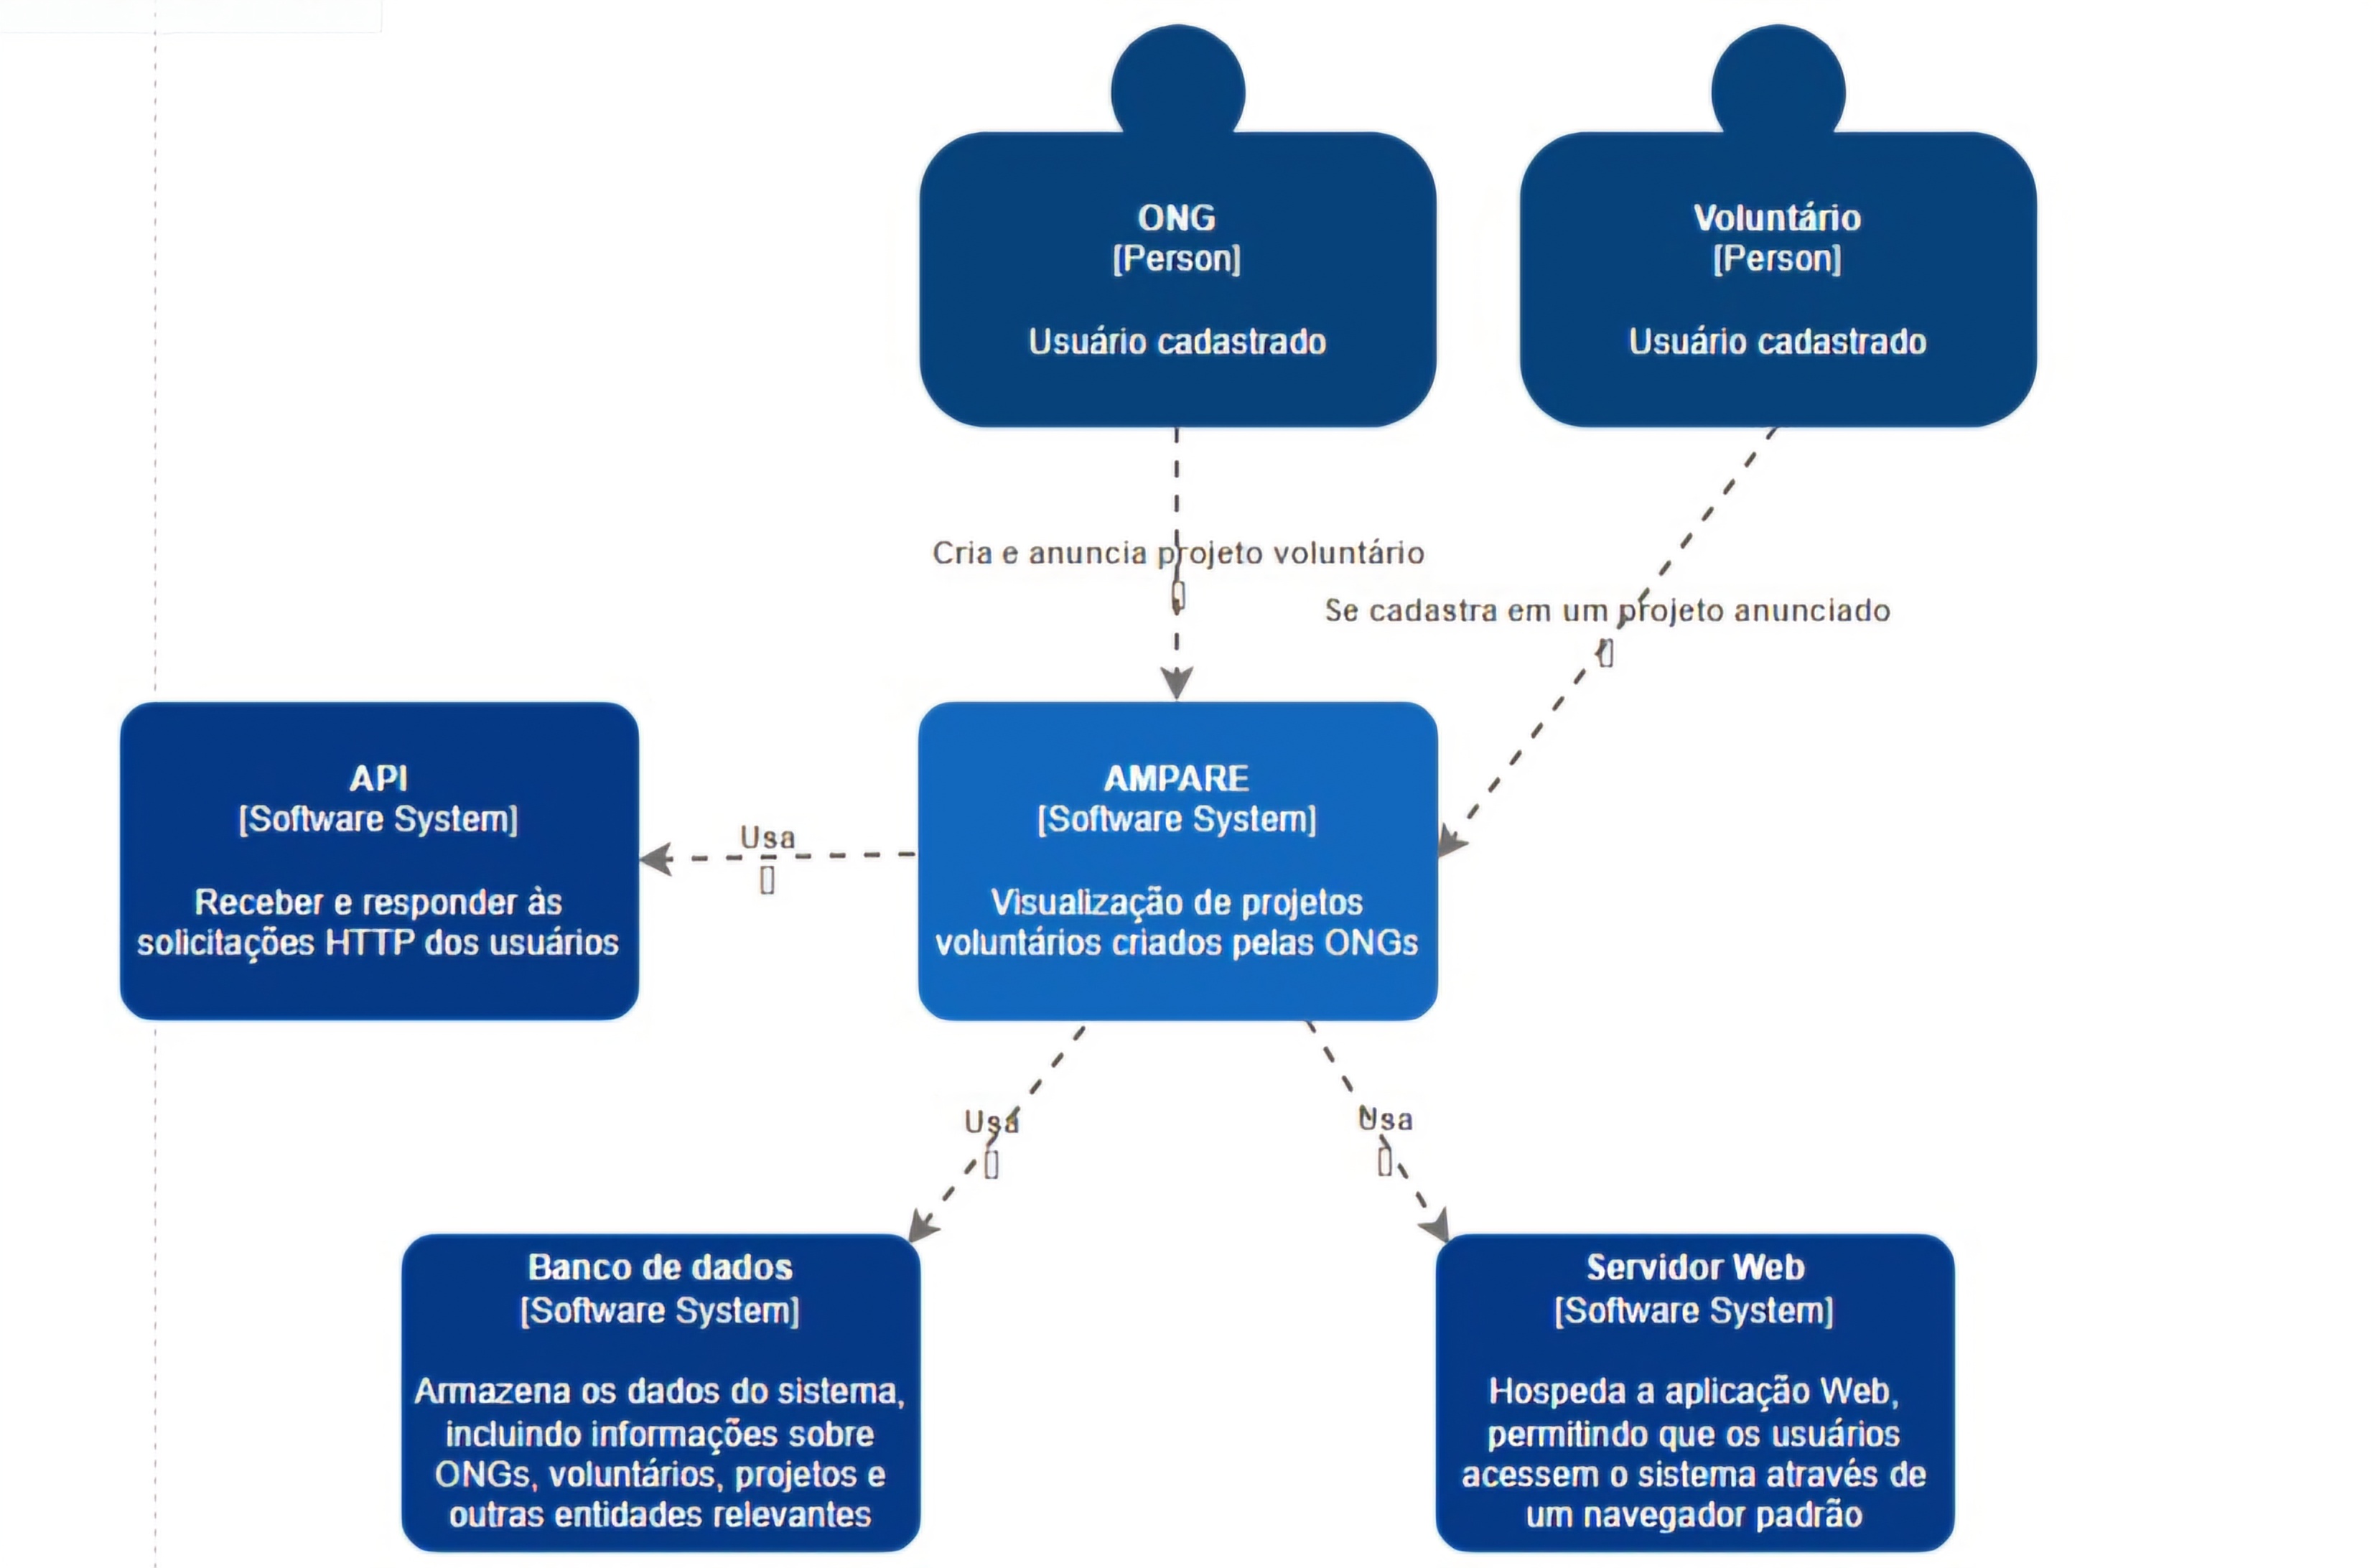 ONG
[Person]
Usuário cadastrado
Voluntário
[Person]
Usuário cadastrado
Cria e anuncia projeto voluntário
Se cadastra em um projeto anunciado
API
[Software System]
Receber e responder às
solicitações HTTP dos usuários
Usa
AMPARE
[Software System]
Visualização de projetos
voluntários criados pelas ONGs
Usa
Usa
Banco de dados
[Software System]
Armazena os dados do sistema,
incluindo informações sobre
ONGs, voluntários, projetos e
outras entidades relevantes
Servidor Web
[Software System]
Hospeda a aplicação Web,
permitindo que os usuários
acessem o sistema através de
um navegador padrão